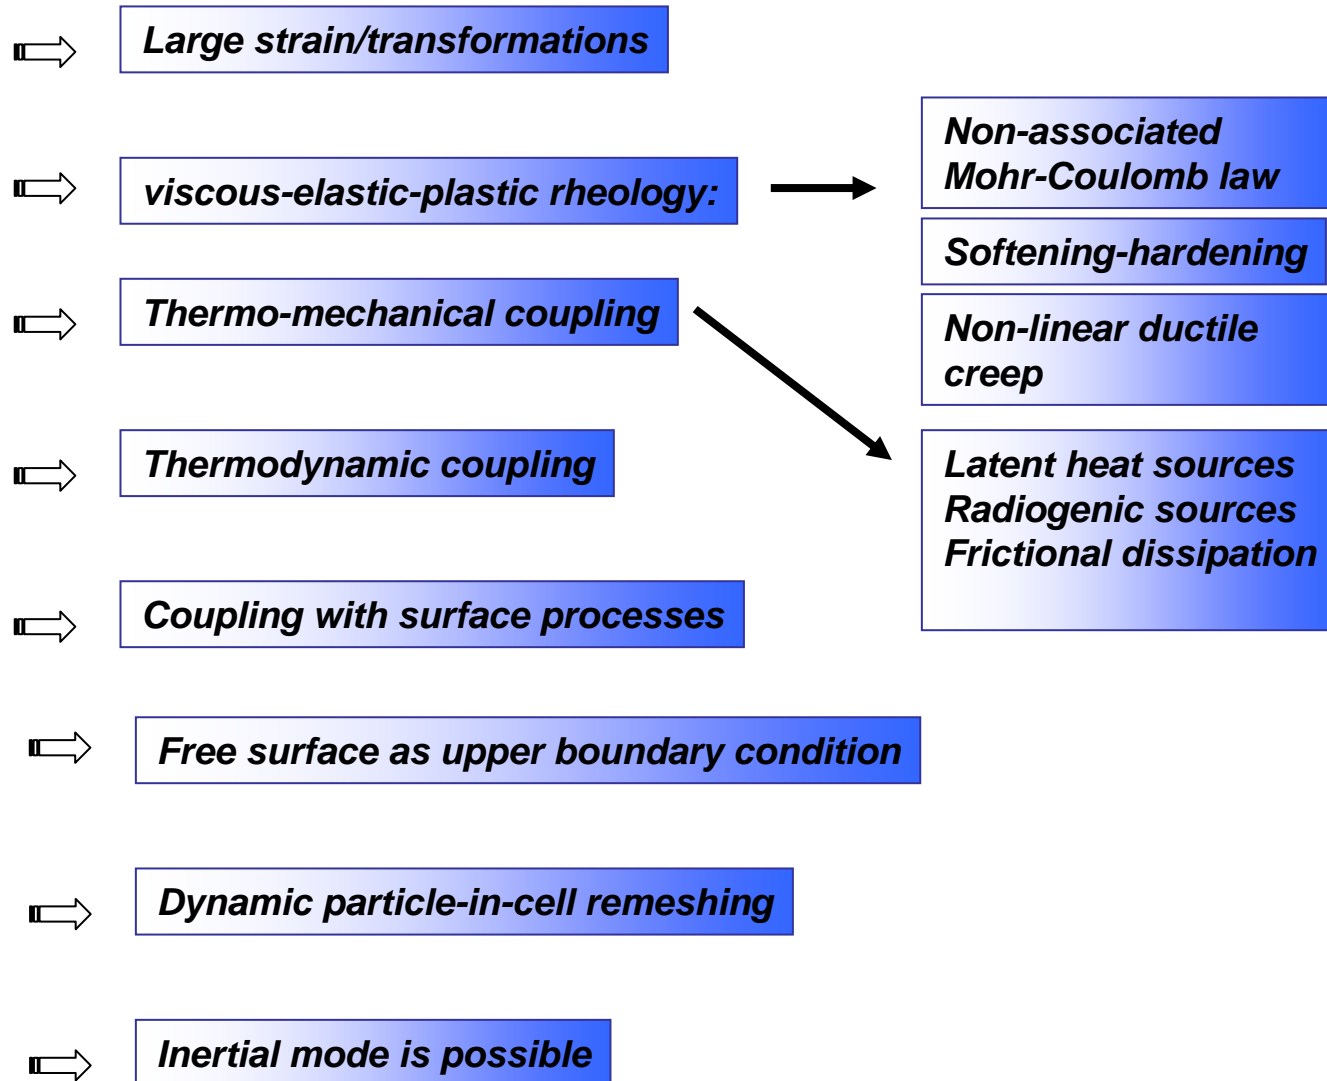 Large strain/transformations
viscous-elastic-plastic rheology:
Non-associated
Mohr-Coulomb law
Softening-hardening
Non-linear ductile
creep
Thermo-mechanical coupling
Latent heat sources
Radiogenic sources
Frictional dissipation
Thermodynamic coupling
Coupling with surface processes
Free surface as upper boundary condition
Dynamic particle-in-cell remeshing
Inertial mode is possible